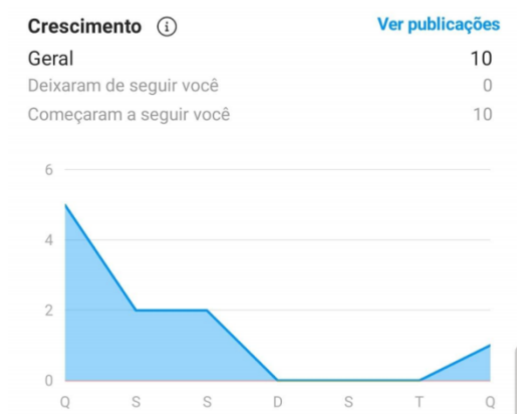 Crescimento Ver publicações
Geral 10
Deixaram de seguir você 0
Começaram a seguir você 10
6
4
2
0
Q S S D S T Q